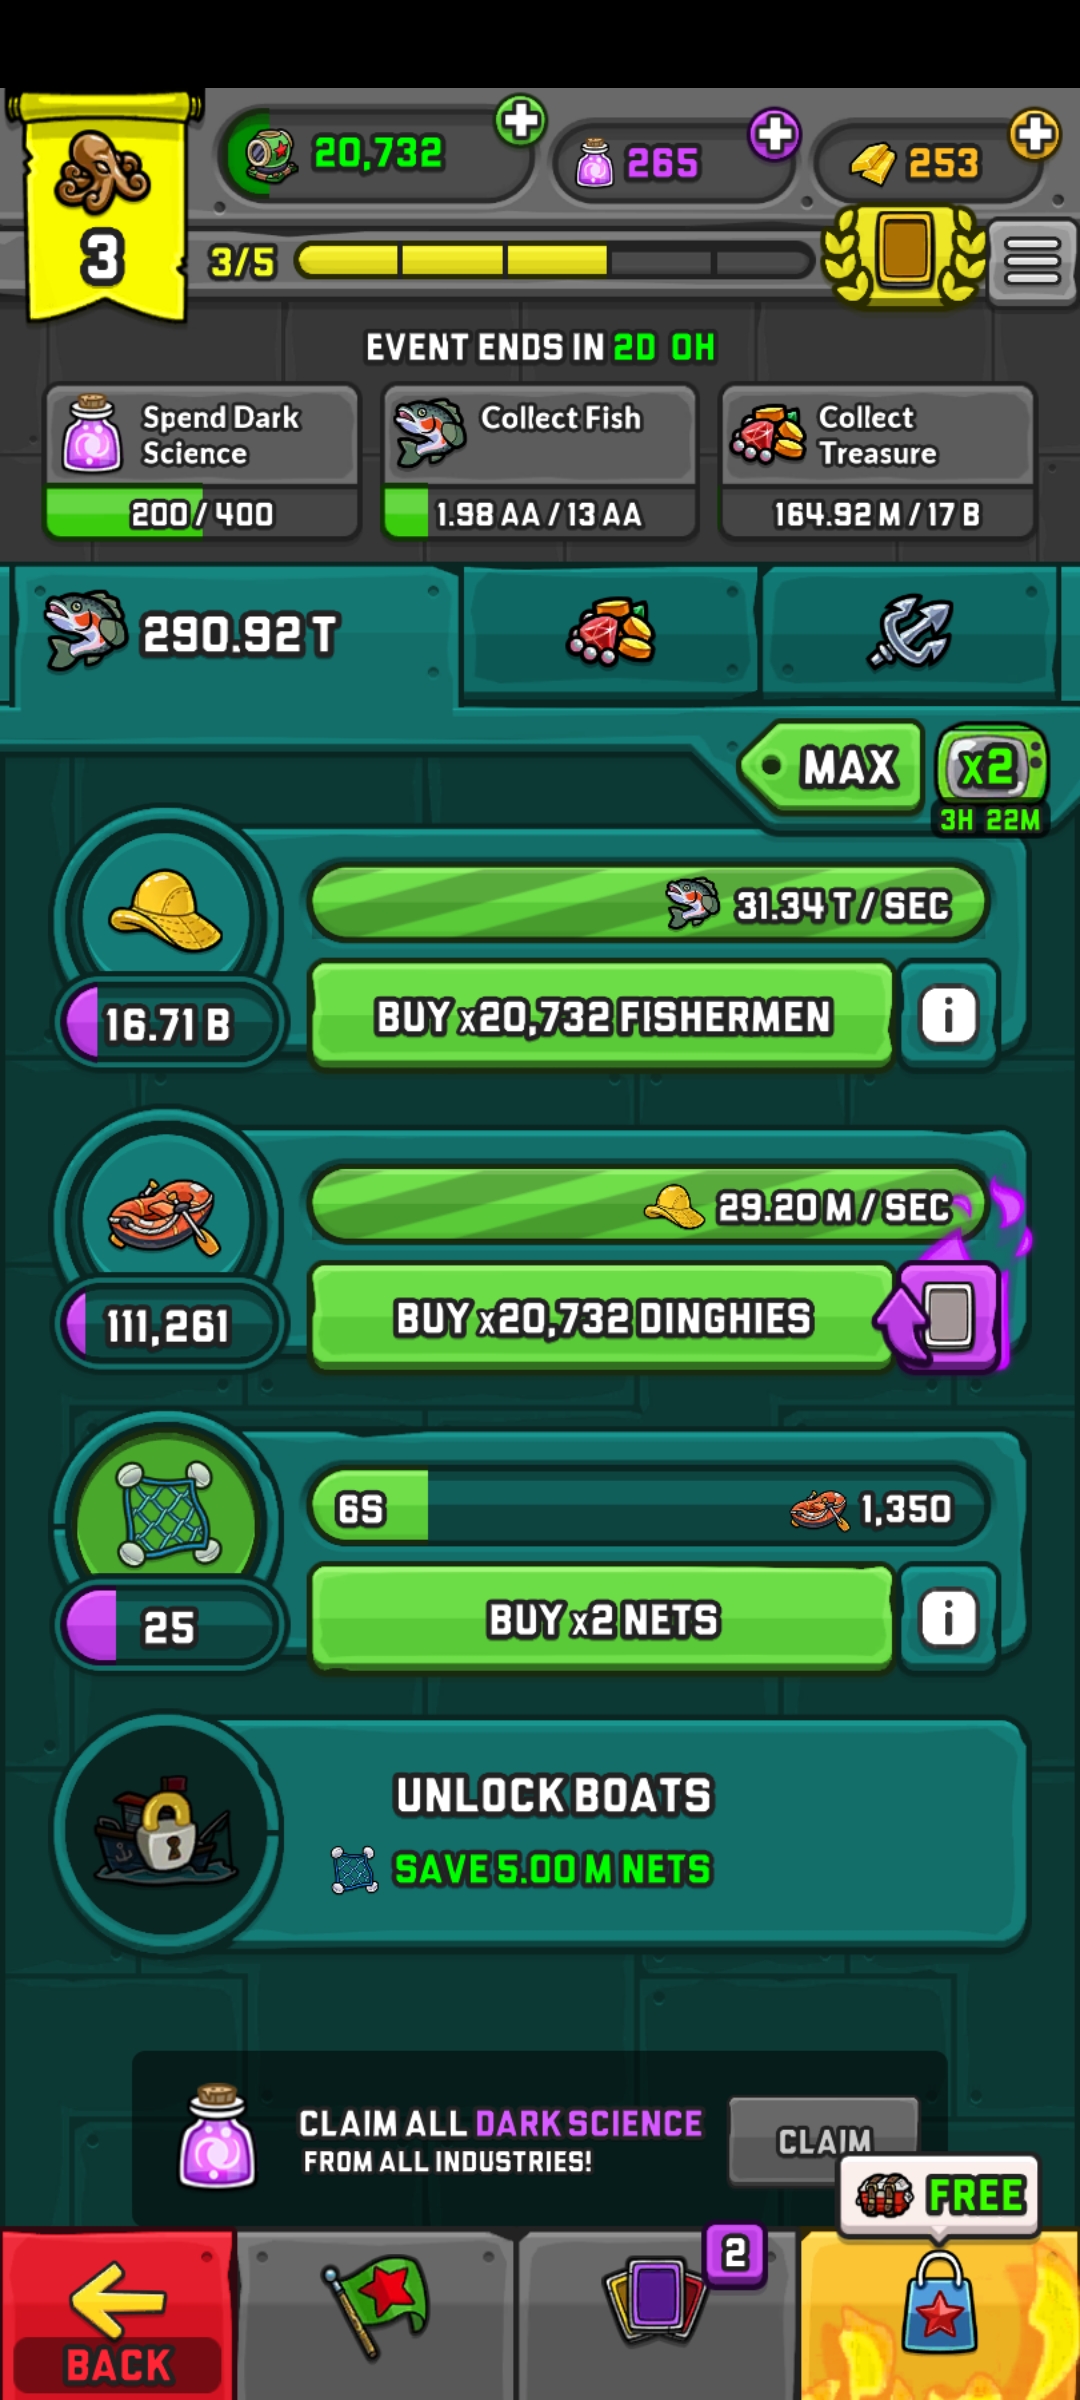 20,732
265
253
3
3/5
EVENT ENDS IN 2D 0H
Spend Dark
Science
200 / 400
Collect Fish
1.98 AA / 13 AA
Collect
Treasure
164.92 M / 17 B
290.92 T
MAX
x2
3H 22M
31.34 T / SEC
16.71 B
BUY x20,732 FISHERMEN
i
29.20 M / SEC
111,261
BUY x20,732 DINGHIES
6S
1,350
25
BUY x2 NETS
i
UNLOCK BOATS
SAVE 5.00 M NETS
CLAIM ALL DARK SCIENCE
FROM ALL INDUSTRIES!
CLAIM
FREE
2
BACK